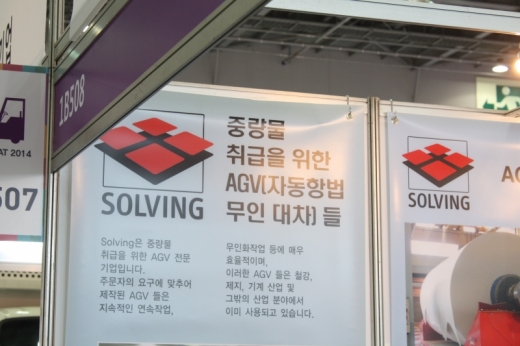 1B508
AT 2014
507
SOLVING
중량물
취급을 위한
AGV(자동항법
무인 대차) 들
Solving은 중량물
취급을 위한 AGV 전문
기업입니다.
주문자의 요구에 맞추어
제작된 AGV 들은
지속적인 연속작업,
무인화작업 등에 매우
효율적이며,
이러한 AGV 들은 철강,
제지, 기계 산업 및
그밖의 산업 분야에서
이미 사용되고 있습니다.
SOLVING
AG